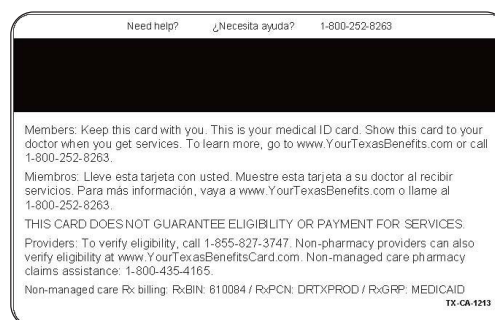 Need help? ¿Necesita ayuda? 1-800-252-8263
Members: Keep this card with you. This is your medical ID card. Show this card to your
doctor when you get services. To learn more, go to www.YourTexasBenefits.com or call
1-800-252-8263.
Miembros: Lleve esta tarjeta con usted. Muestre esta tarjeta a su doctor al recibir
servicios. Para más información, vaya a www.YourTexasBenefits.com o llame al
1-800-252-8263.
THIS CARD DOES NOT GUARANTEE ELIGIBILITY OR PAYMENT FOR SERVICES.
Providers: To verify eligibility, call 1-855-827-3747. Non-pharmacy providers can also
verify eligibility at www.YourTexasBenefitsCard.com. Non-managed care pharmacy
claims assistance: 1-800-435-4165.
Non-managed care Rx billing: RxBIN: 610084 / RxPCN: DRTXPROD / RxGRP: MEDICAID
TX-CA-1213